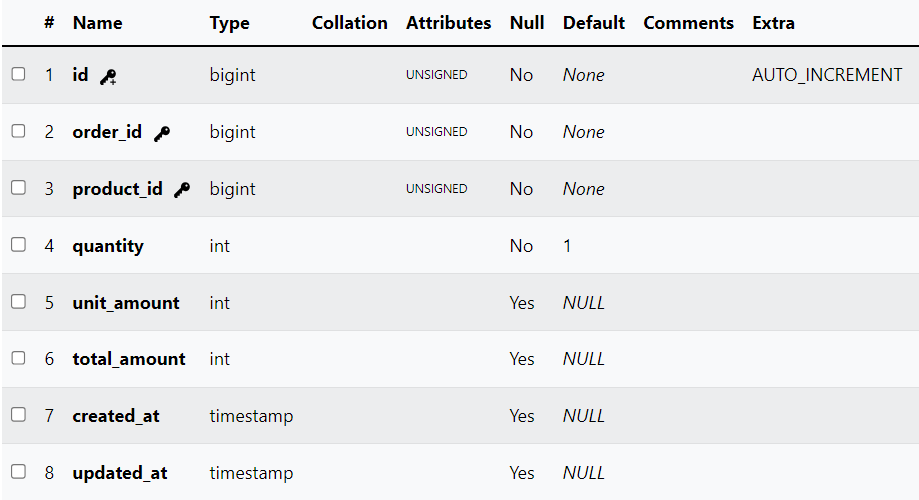 # Name Type Collation Attributes Null Default Comments Extra
1 id bigint UNSIGNED No None AUTO_INCREMENT
2 order_id bigint UNSIGNED No None
3 product_id bigint UNSIGNED No None
4 quantity int No 1
5 unit_amount int Yes NULL
6 total_amount int Yes NULL
7 created_at timestamp Yes NULL
8 updated_at timestamp Yes NULL